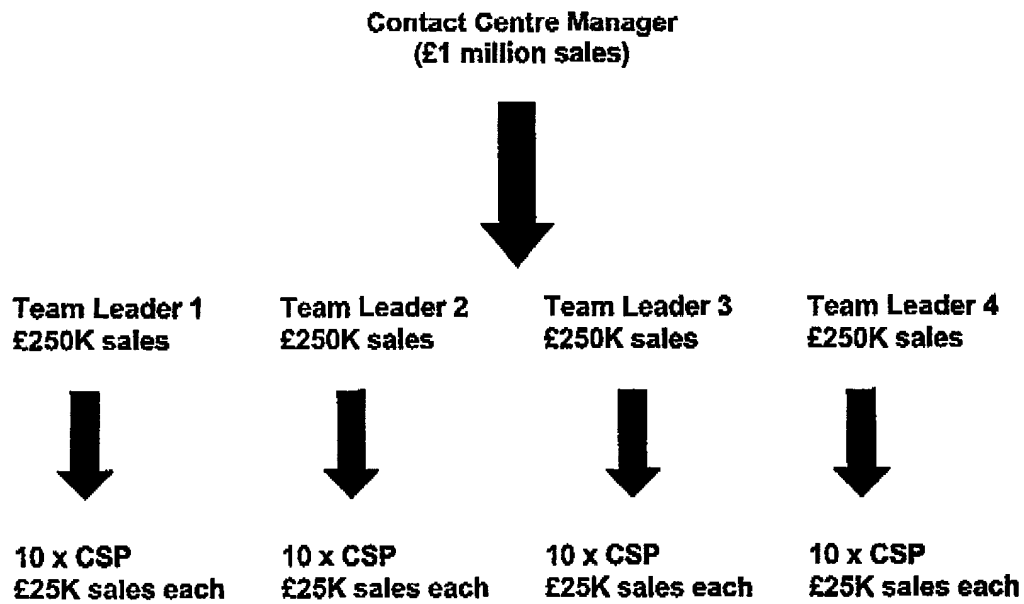 Contact Centre Manager
(£1 million sales)
Team Leader 1
£250K sales
Team Leader 2
£250K sales
Team Leader 3
£250K sales
Team Leader 4
£250K sales
10 x CSP
£25K sales each
10 x CSP
£25K sales each
10 x CSP
£25K sales each
10 x CSP
£25K sales each